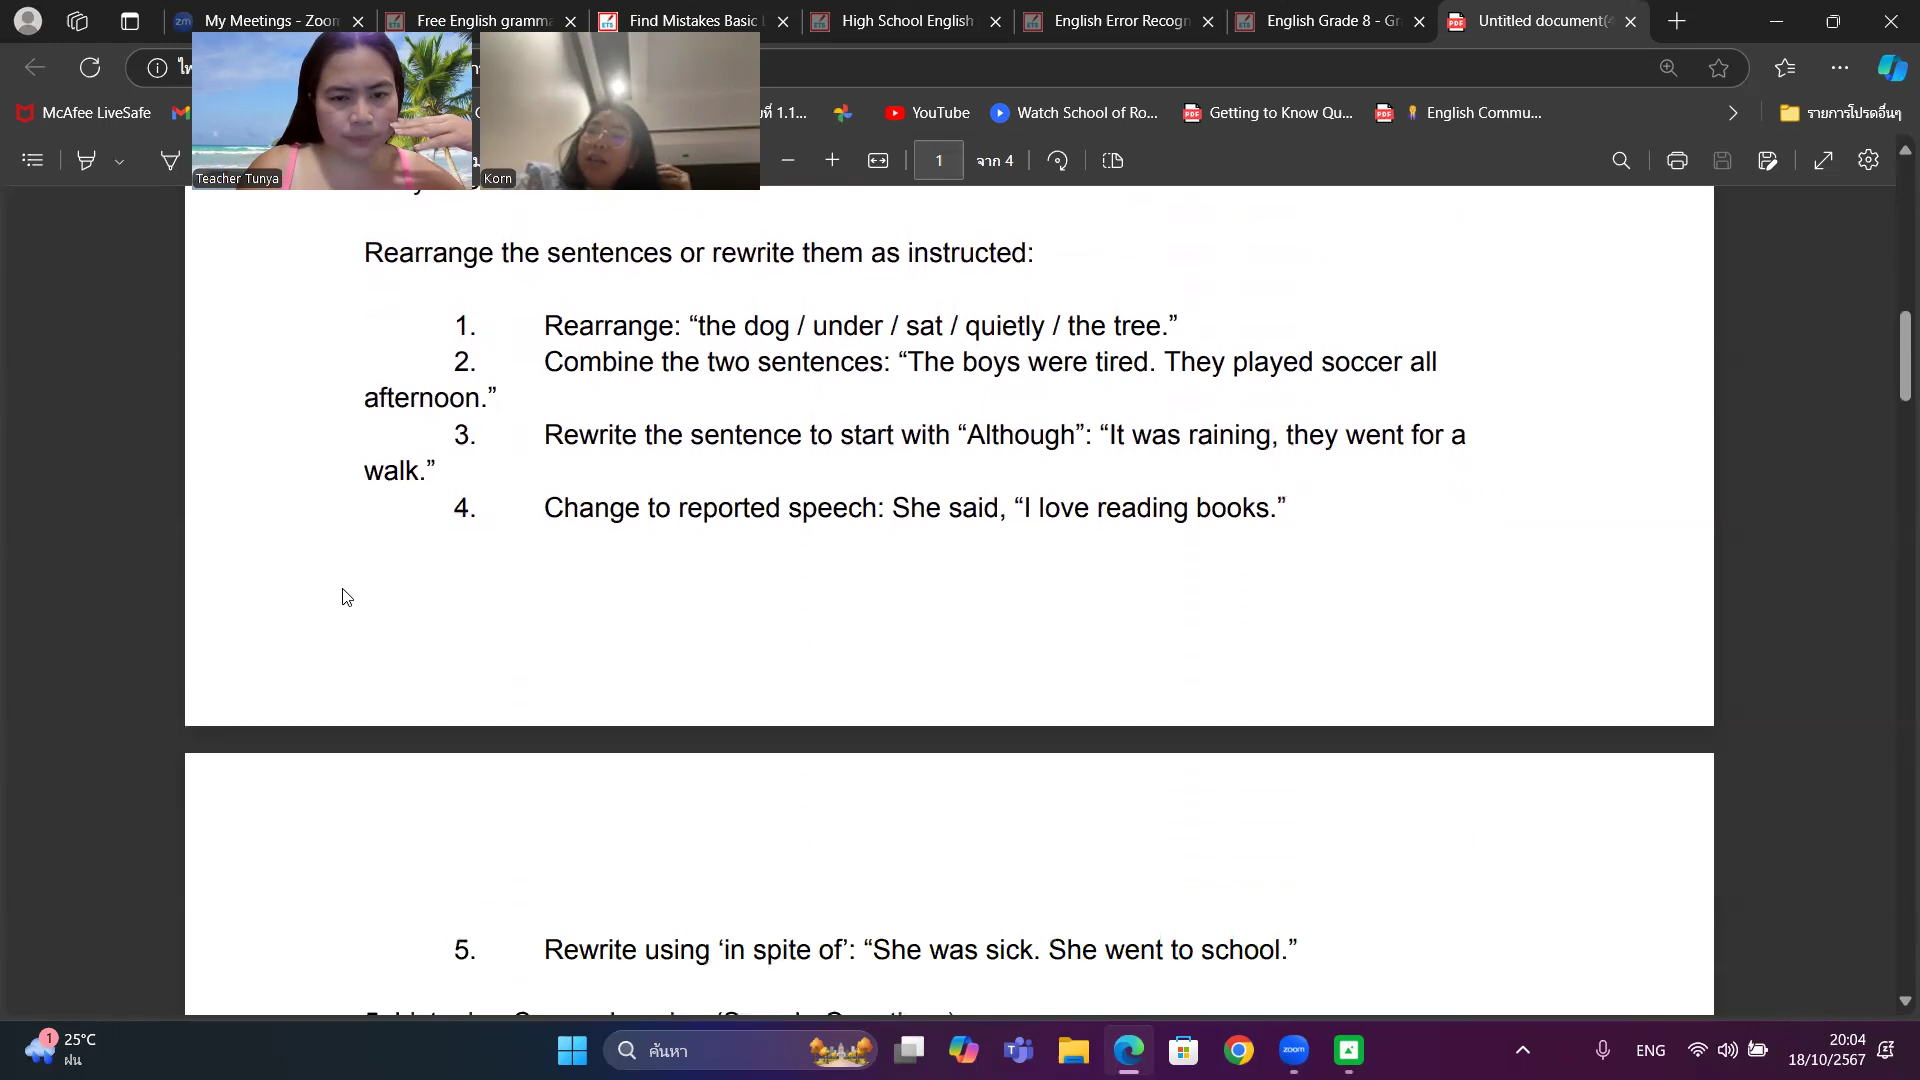 My Meetings - Zoom
Free English gramma
Find Mistakes Basic
High School English
English Error Recogn
English Grade 8 - Gr
Untitled document(4
McAfee LiveSafe
ที่ 1.1...
YouTube
Watch School of Ro...
Getting to Know Qu...
English Commu...
รายการโปรดอื่นๆ
1
จาก 4
Teacher Tunya
Korn
Rearrange the sentences or rewrite them as instructed:
1. Rearrange: “the dog / under / sat / quietly / the tree.”
2. Combine the two sentences: “The boys were tired. They played soccer all
afternoon.”
3. Rewrite the sentence to start with “Although”: “It was raining, they went for a
walk.”
4. Change to reported speech: She said, “I love reading books.”
5. Rewrite using ‘in spite of’: “She was sick. She went to school.”
1
25°C
ฝน
ค้นหา
zoom
ENG
20:04
18/10/2567